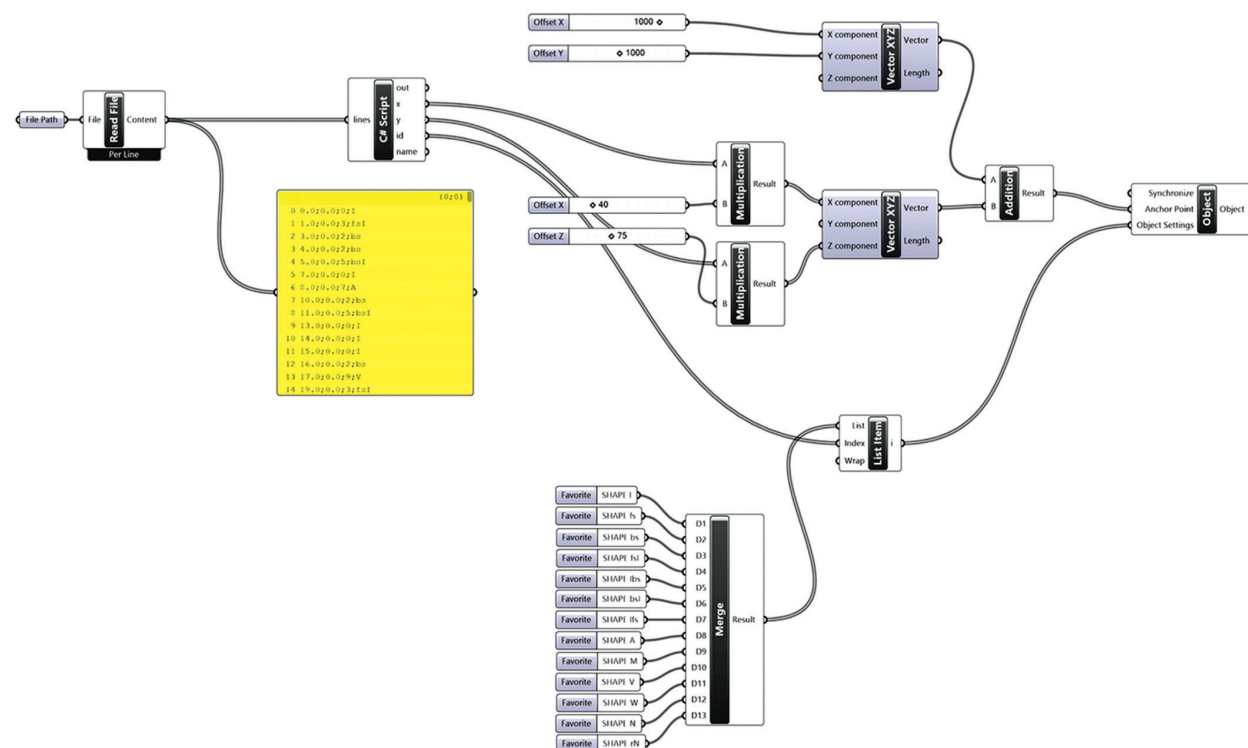 Offset X 1000
Offset Y 1000
X component
Y component
Z component
Vector XYZ
Vector
Length
File Path
File
Read File
Content
Per Line
lines
C# Script
out
x
y
id
name
{0;0}
0 0.0;0.0;0;I
1 1.0;0.0;3;fsI
2 3.0;0.0;2;bs
3 4.0;0.0;2;bs
4 5.0;0.0;5;bsI
5 7.0;0.0;0;I
6 8.0;0.0;7;A
7 10.0;0.0;2;bs
8 11.0;0.0;5;bsI
9 13.0;0.0;0;I
10 14.0;0.0;0;I
11 15.0;0.0;0;I
12 16.0;0.0;2;bs
13 17.0;0.0;9;V
14 19.0;0.0;3;fsI
Offset X 40
Offset Z 75
A
B
Multiplication
Result
A
B
Multiplication
Result
X component
Y component
Z component
Vector XYZ
Vector
Length
A
B
Addition
Result
Synchronize
Anchor Point
Object Settings
Object
Object
List
Index
Wrap
List Item
i
Favorite SHAPE I
Favorite SHAPE fs
Favorite SHAPE bs
Favorite SHAPE fsI
Favorite SHAPE Ibs
Favorite SHAPE bsI
Favorite SHAPE Ifs
Favorite SHAPE A
Favorite SHAPE M
Favorite SHAPE V
Favorite SHAPE W
Favorite SHAPE N
Favorite SHAPE rN
D1
D2
D3
D4
D5
D6
D7
D8
D9
D10
D11
D12
D13
Merge
Result